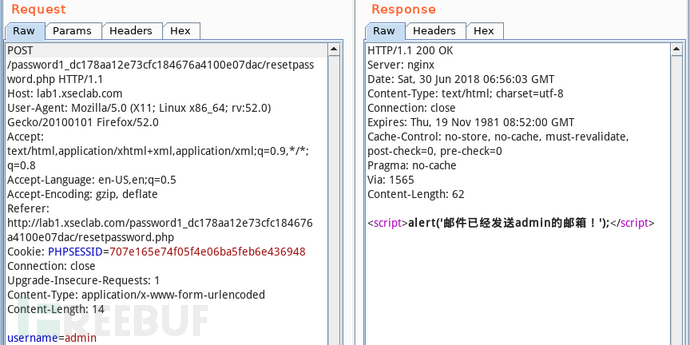 Request
Raw Params Headers Hex
POST
/password1_dc178aa12e73cfc184676a4100e07dac/resetpass
word.php HTTP/1.1
Host: lab1.xseclab.com
User-Agent: Mozilla/5.0 (X11; Linux x86_64; rv:52.0)
Gecko/20100101 Firefox/52.0
Accept:
text/html,application/xhtml+xml,application/xml;q=0.9,*/*;
q=0.8
Accept-Language: en-US,en;q=0.5
Accept-Encoding: gzip, deflate
Referer:
http://lab1.xseclab.com/password1_dc178aa12e73cfc184676
a4100e07dac/resetpassword.php
Cookie: PHPSESSID=707e165e74f05f4e06ba5feb6e436948
Connection: close
Upgrade-Insecure-Requests: 1
Content-Type: application/x-www-form-urlencoded
Content-Length: 14
FREEBUF
username=admin
Response
Raw Headers Hex
HTTP/1.1 200 OK
Server: nginx
Date: Sat, 30 Jun 2018 06:56:03 GMT
Content-Type: text/html; charset=utf-8
Connection: close
Expires: Thu, 19 Nov 1981 08:52:00 GMT
Cache-Control: no-store, no-cache, must-revalidate,
post-check=0, pre-check=0
Pragma: no-cache
Via: 1565
Content-Length: 62
<script>alert('邮件已经发送admin的邮箱！');</script>